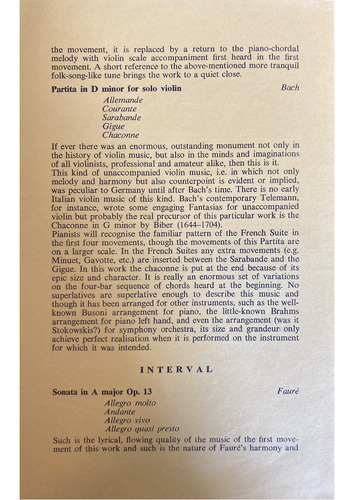 the movement, it is replaced by a return to the piano-chordal
melody with violin scale accompaniment first heard in the first
movement. A short reference to the above-mentioned more tranquil
folk-song-like tune brings the work to a quiet close.
Partita in D minor for solo violin Bach
Allemande
Courante
Sarabande
Gigue
Chaconne
If ever there was an enormous, outstanding monument not only in
the history of violin music, but also in the minds and imaginations
of all violinists, professional and amateur alike, then this is it.
This kind of unaccompanied violin music, i.e. in which not only
melody and harmony but also counterpoint is evident or implied,
was peculiar to Germany until after Bach's time. There is no early
Italian violin music of this kind. Bach's contemporary Telemann,
for instance, wrote some engaging Fantasias for unaccompanied
violin but probably the real precursor of this particular work is the
Chaconne in G minor by Biber (1644–1704).
Pianists will recognise the familiar pattern of the French Suite in
the first four movements, though the movements of this Partita are
on a larger scale. In the French Suites any extra movements (e.g.
Minuet, Gavotte, etc.) are inserted between the Sarabande and the
Gigue. In this work the chaconne is put at the end because of its
epic size and character. It is really an enormous set of variations
on the four-bar sequence of chords heard at the beginning. No
superlatives are superlative enough to describe this music and
though it has been arranged for other instruments, such as the well-
known Busoni arrangement for piano, the little-known Brahms
arrangement for piano left hand, and even the arrangement (was it
Stokowskis?) for symphony orchestra, its size and grandeur only
achieve perfect realisation when it is performed on the instrument
for which it was intended.
INTERVAL
Sonata in A major Op. 13 Fauré
Allegro molto
Andante
Allegro vivo
Allegro quasi presto
Such is the lyrical, flowing quality of the music of the first move-
ment of this work and such is the nature of Fauré's harmony and